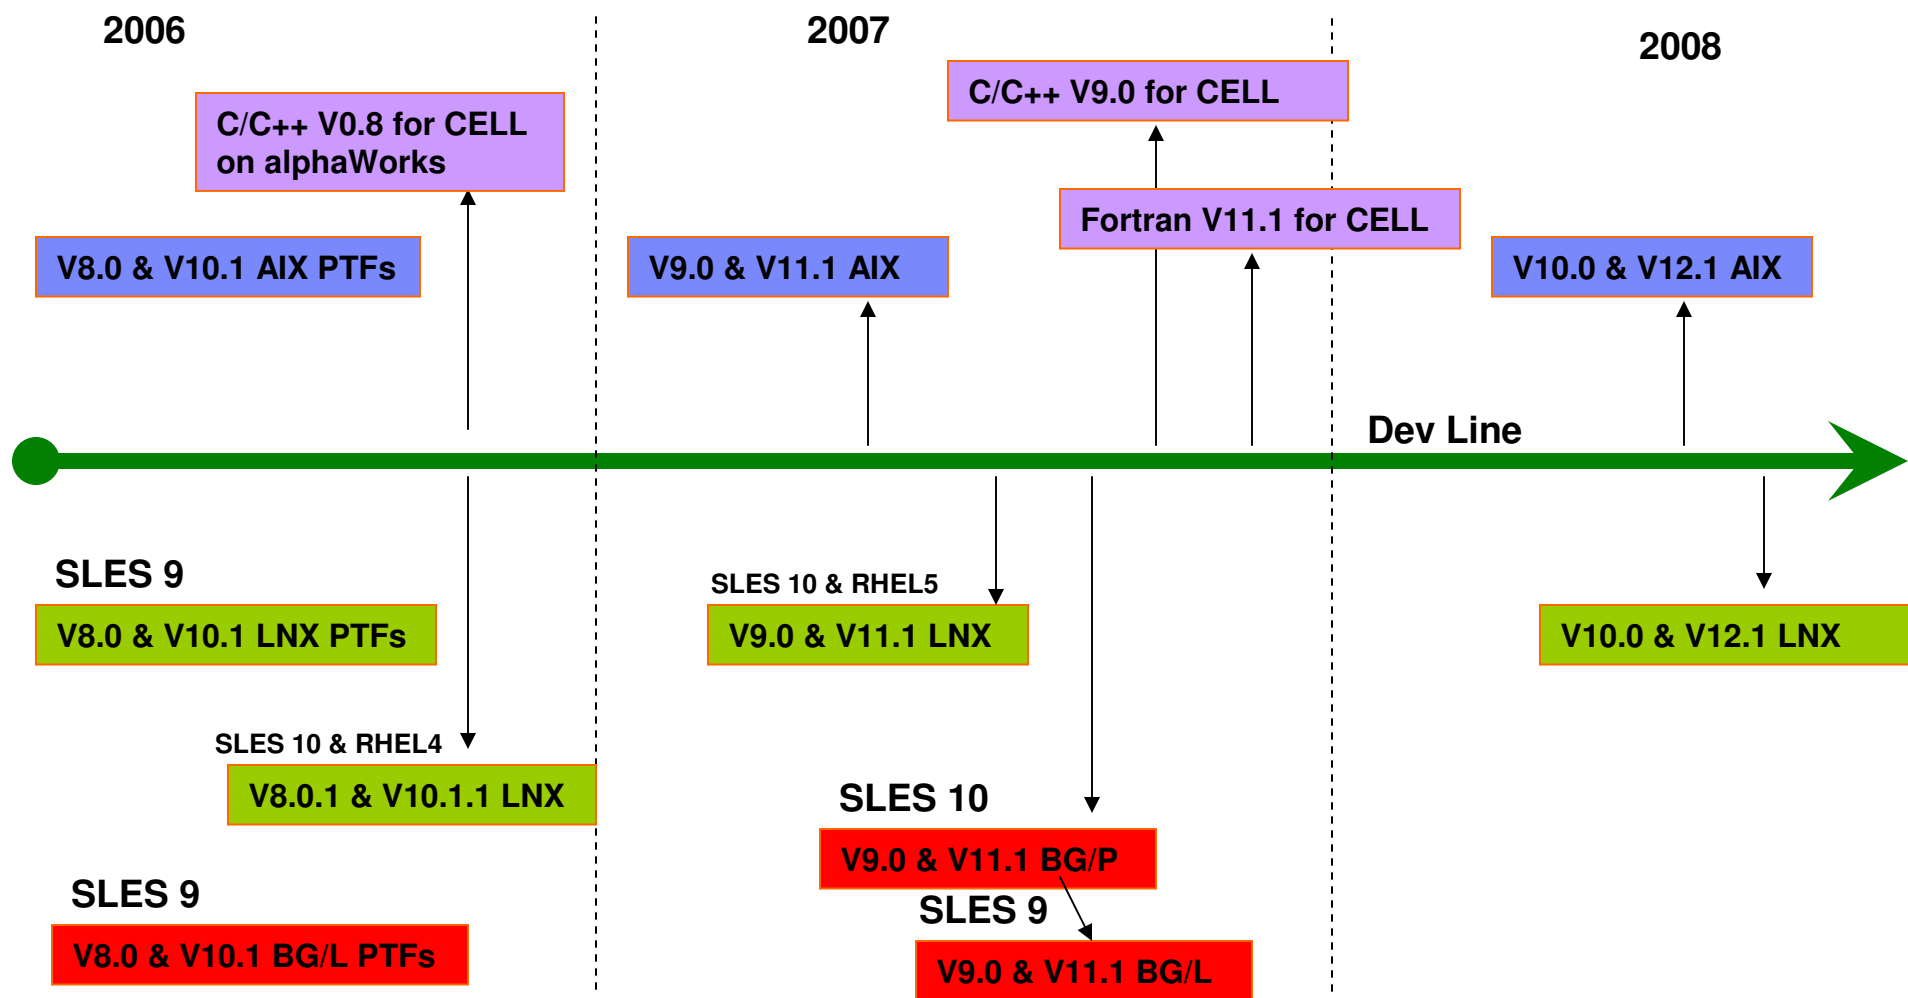 2006
2007
2008
C/C++ V0.8 for CELL
on alphaWorks
C/C++ V9.0 for CELL
Fortran V11.1 for CELL
V8.0 & V10.1 AIX PTFs
V9.0 & V11.1 AIX
V10.0 & V12.1 AIX
Dev Line
SLES 9
V8.0 & V10.1 LNX PTFs
SLES 10 & RHEL5
V9.0 & V11.1 LNX
V10.0 & V12.1 LNX
SLES 10 & RHEL4
V8.0.1 & V10.1.1 LNX
SLES 10
V9.0 & V11.1 BG/P
SLES 9
V8.0 & V10.1 BG/L PTFs
SLES 9
V9.0 & V11.1 BG/L